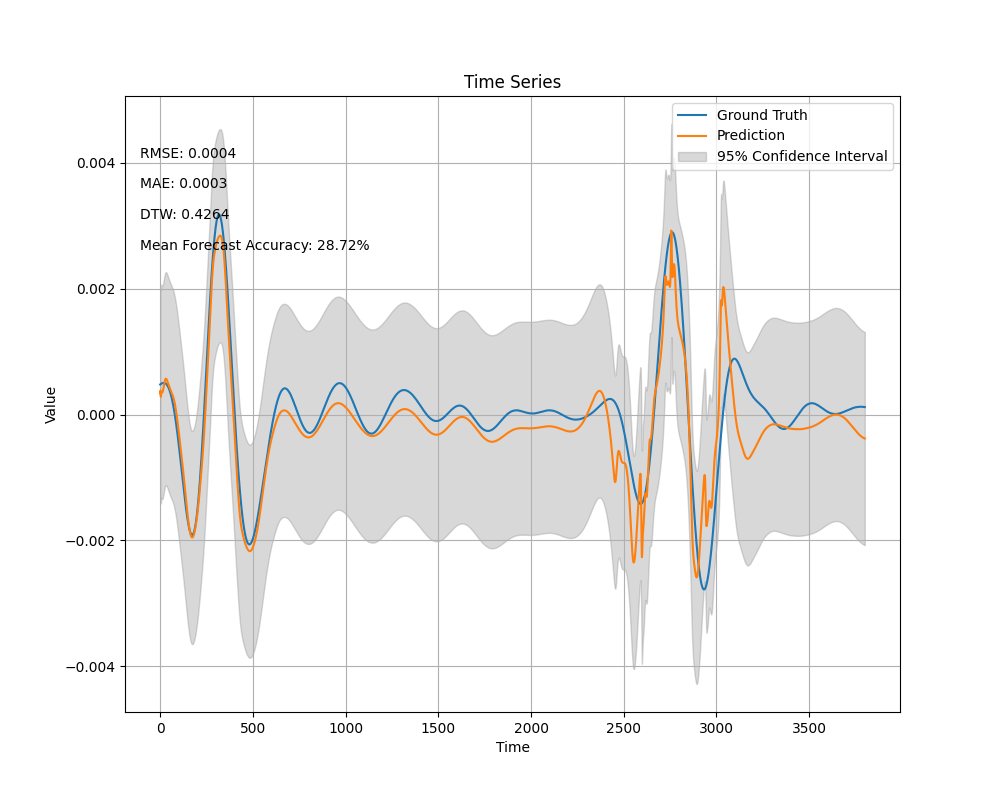 Time Series
Ground Truth
Prediction
95% Confidence Interval
RMSE: 0.0004
MAE: 0.0003
DTW: 0.4264
Mean Forecast Accuracy: 28.72%
0.004
0.002
0.000
−0.002
−0.004
Value
0 500 1000 1500 2000 2500 3000 3500
Time